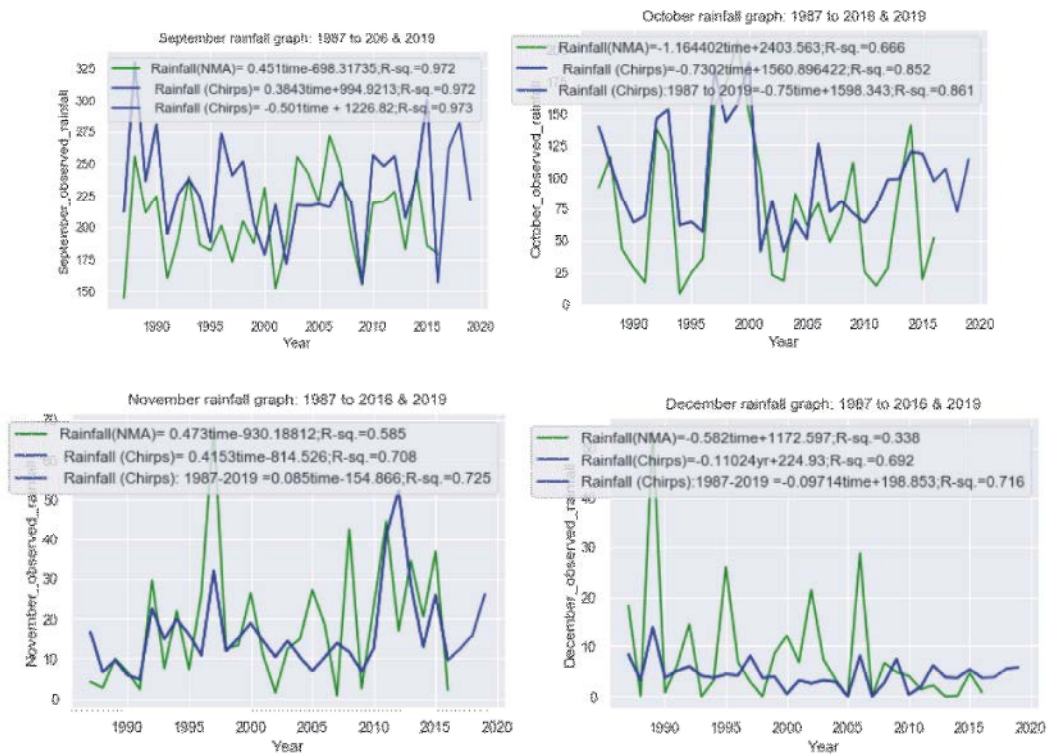 September rainfall graph: 1987 to 206 & 2019
Rainfall(NMA)= 0.451time-698.31735;R-sq.=0.972
Rainfall (Chirps)= 0.3843time+994.9213;R-sq.=0.972
Rainfall (Chirps)= -0.501time + 1226.82;R-sq.=0.973
September_observed_rainfall
325
300
275
250
225
200
175
150
1990
1995
2000
2005
2010
2015
2020
Year
October rainfall graph: 1987 to 2016 & 2019
Rainfall(NMA)=-1.164402time+2403.563;R-sq.=0.666
Rainfall (Chirps)=-0.7302time+1560.896422;R-sq.=0.852
Rainfall (Chirps):1987 to 2019=-0.75time+1598.343;R-sq.=0.861
October_observed_rainfall
175
150
125
100
75
50
25
0
1990
1995
2000
2005
2010
2015
2020
Year
November rainfall graph: 1987 to 2016 & 2019
Rainfall(NMA)= 0.473time-930.18812;R-sq.=0.585
Rainfall (Chirps)= 0.4153time-814.526;R-sq.=0.708
Rainfall (Chirps): 1987-2019 =0.085time-154.866;R-sq.=0.725
November_observed_rainfall
70
60
50
40
30
20
10
0
1990
1995
2000
2005
2010
2015
2020
Year
December rainfall graph: 1987 to 2016 & 2019
Rainfall(NMA)=-0.582time+1172.597;R-sq.=0.338
Rainfall(Chirps)=-0.11024yr+224.93;R-sq.=0.692
Rainfall (Chirps):1987-2019 =-0.09714time+198.853;R-sq.=0.716
December_observed_rainfall
40
30
20
10
0
1990
1995
2000
2005
2010
2015
2020
Year